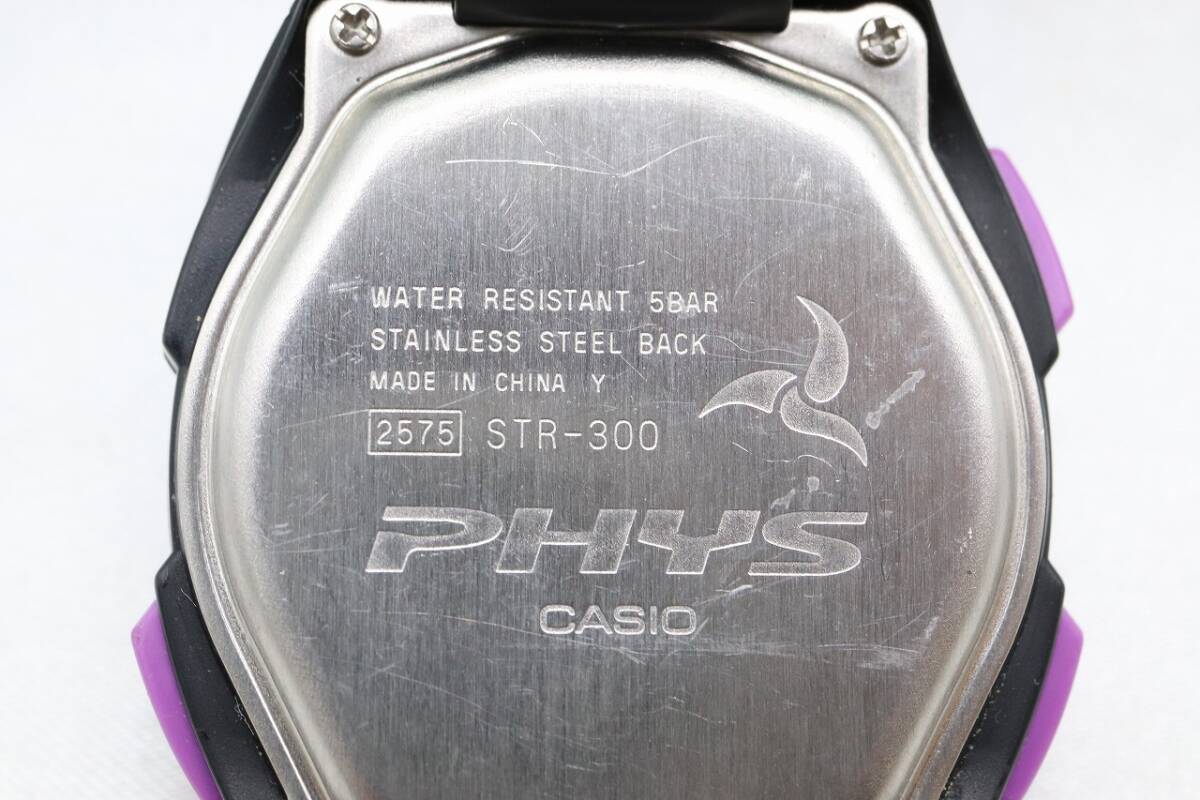 WATER RESISTANT 5BAR
STAINLESS STEEL BACK
MADE IN CHINA Y
2575 STR-300
PHYS
CASIO